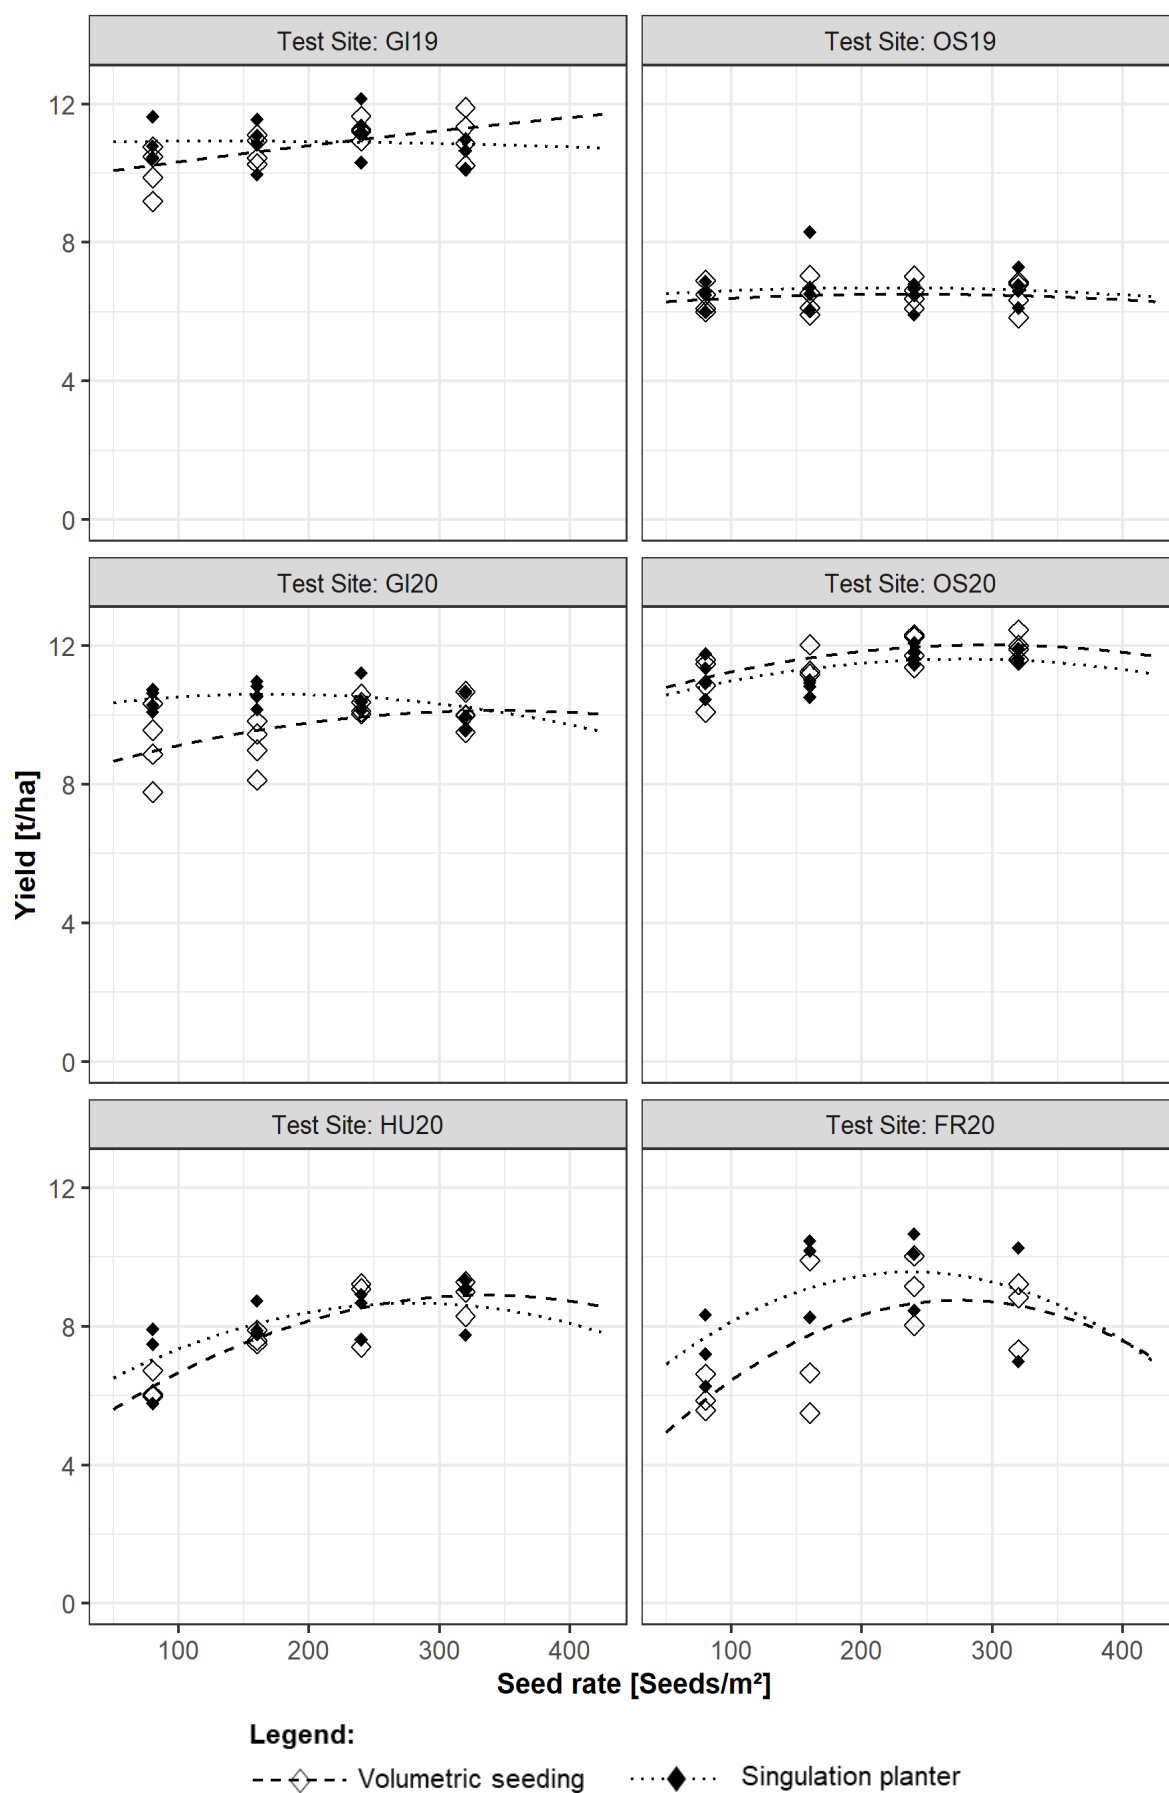 Test Site: GI19
Test Site: OS19
12
8
4
0
Test Site: GI20
Test Site: OS20
12
8
4
0
Yield [t/ha]
Test Site: HU20
Test Site: FR20
12
8
4
0
100 200 300 400 100 200 300 400
Seed rate [Seeds/m²]
Legend:
Volumetric seeding Singulation planter